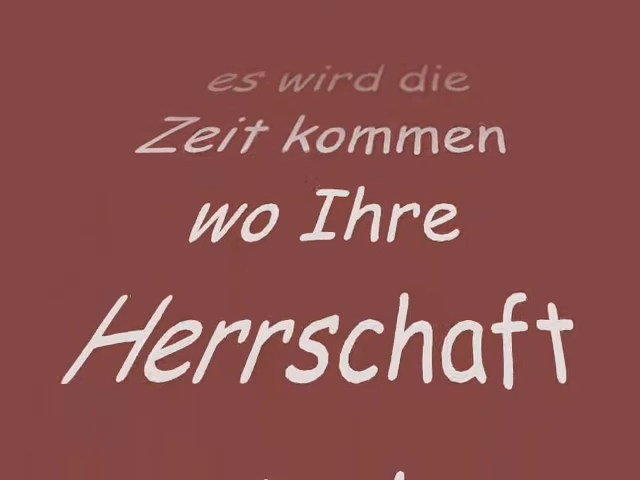 es wird die
Zeit kommen
wo Ihre
Herrschaft